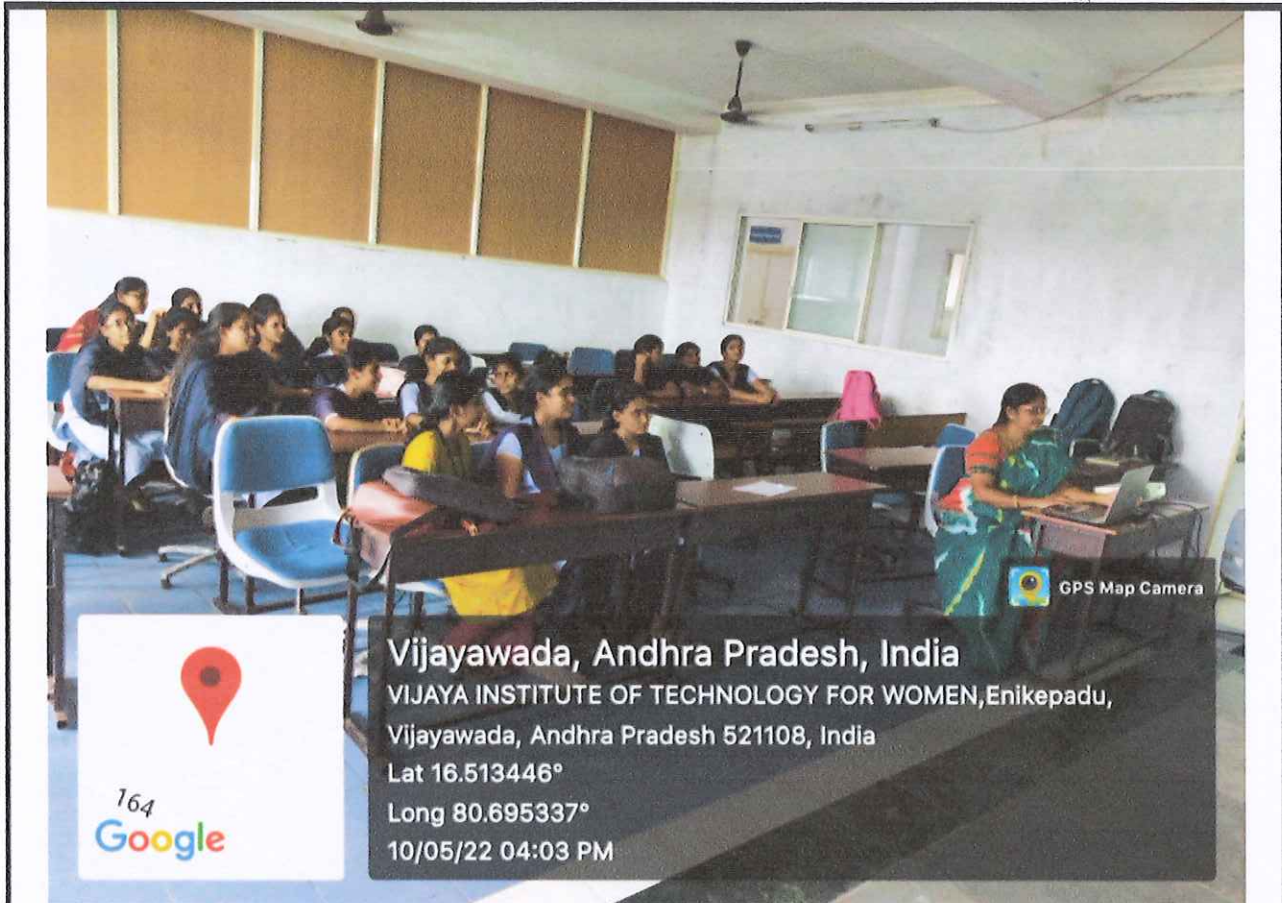 GPS Map Camera
Vijayawada, Andhra Pradesh, India
VIJAYA INSTITUTE OF TECHNOLOGY FOR WOMEN,Enikepadu,
Vijayawada, Andhra Pradesh 521108, India
Lat 16.513446°
Long 80.695337°
10/05/22 04:03 PM
164
Google